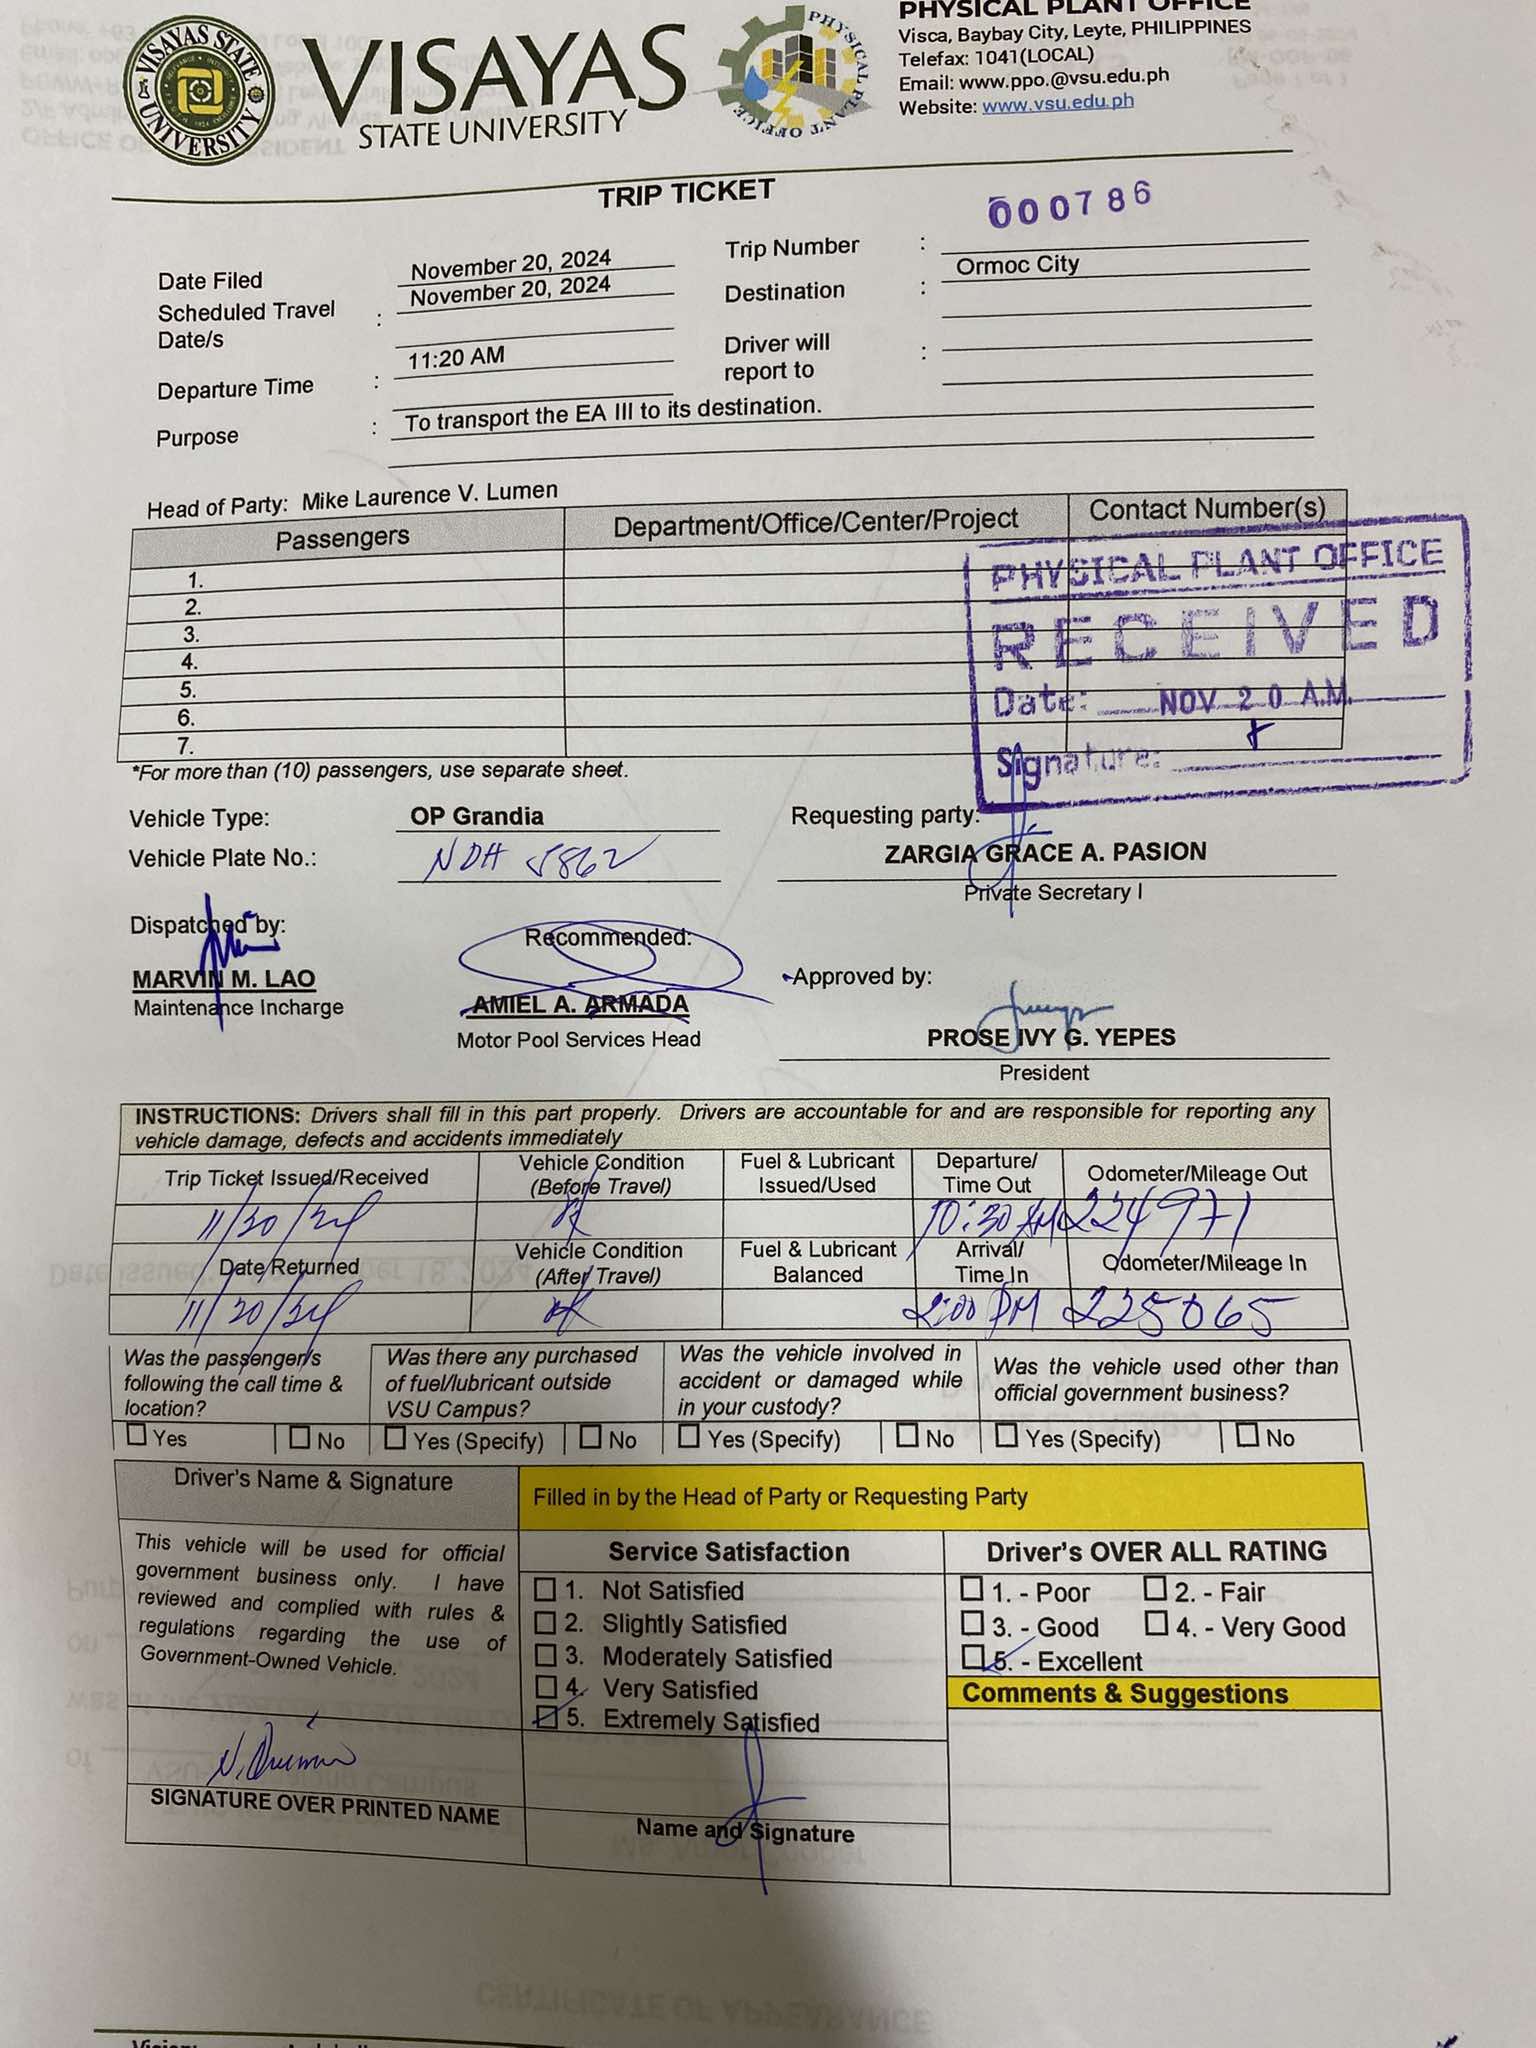 VISAYAS STATE UNIVERSITY
VISAYAS
STATE UNIVERSITY
PHYSICAL PLANT OFFICE
PHYSICAL PLANT OFFICE
Visca, Baybay City, Leyte, PHILIPPINES
Telefax: 1041(LOCAL)
Email: www.ppo.@vsu.edu.ph
Website: www.vsu.edu.ph
TRIP TICKET
Date Filed November 20, 2024
Trip Number : 000786
Scheduled Travel Date/s : November 20, 2024
Destination : Ormoc City
Departure Time : 11:20 AM
Driver will report to :
Purpose : To transport the EA III to its destination.
Head of Party: Mike Laurence V. Lumen
Passengers Department/Office/Center/Project Contact Number(s)
1.
2.
3.
4.
5.
6.
7.
PHYSICAL PLANT OFFICE
RECEIVED
Date: NOV 20 A.M.
Signature:
*For more than (10) passengers, use separate sheet.
Vehicle Type: OP Grandia
Requesting party:
Vehicle Plate No.: NDH 5862
ZARGIA GRACE A. PASION
Private Secretary I
Dispatched by:
Recommended:
Approved by:
MARVIN M. LAO
Maintenance Incharge
AMIEL A. ARMADA
Motor Pool Services Head
PROSE IVY G. YEPES
President
INSTRUCTIONS: Drivers shall fill in this part properly. Drivers are accountable for and are responsible for reporting any
vehicle damage, defects and accidents immediately
Trip Ticket Issued/Received Vehicle Condition (Before Travel) Fuel & Lubricant Issued/Used Departure/ Time Out Odometer/Mileage Out
11/20/24 ok 10:30 AM 224971
Date Returned Vehicle Condition (After Travel) Fuel & Lubricant Balanced Arrival/ Time In Odometer/Mileage In
11/20/24 ok 2:00 PM 225065
Was the passenger's following the call time & location?
Yes No
Was there any purchased of fuel/lubricant outside VSU Campus?
Yes (Specify) No
Was the vehicle involved in accident or damaged while in your custody?
Yes (Specify) No
Was the vehicle used other than official government business?
Yes (Specify) No
Driver's Name & Signature
Filled in by the Head of Party or Requesting Party
This vehicle will be used for official
government business only. I have
reviewed and complied with rules &
regulations regarding the use of
Government-Owned Vehicle.
SIGNATURE OVER PRINTED NAME
Service Satisfaction
1. Not Satisfied
2. Slightly Satisfied
3. Moderately Satisfied
4. Very Satisfied
5. Extremely Satisfied
Name and Signature
Driver's OVER ALL RATING
1. - Poor 2. - Fair
3. - Good 4. - Very Good
5. - Excellent
Comments & Suggestions